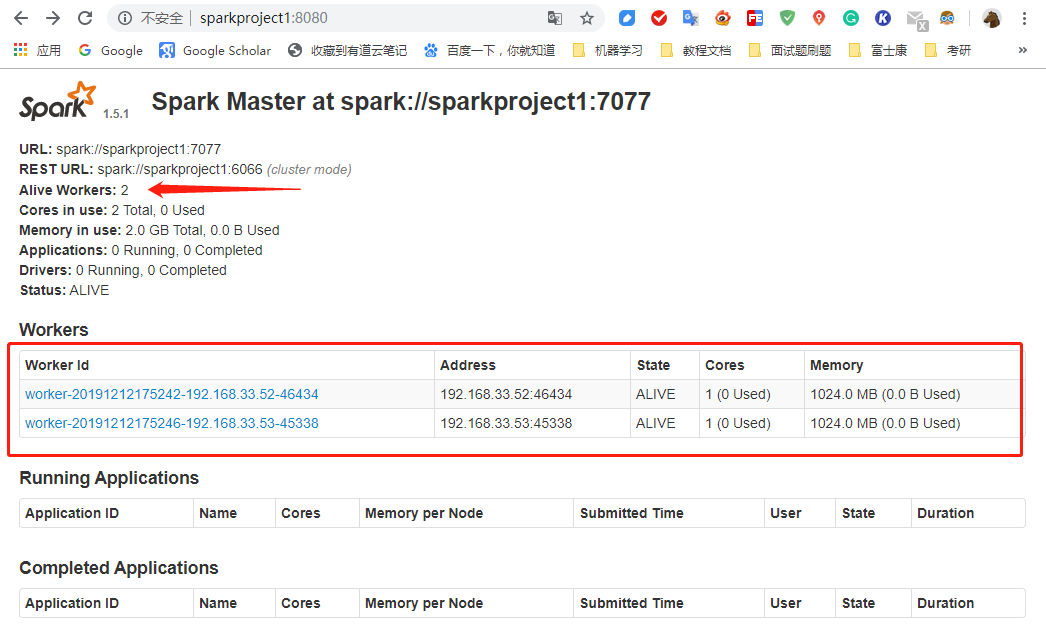 不安全 sparkproject1:8080
应用 Google Google Scholar 收藏到有道云笔记 百度一下，你就知道 机器学习 教程文档 面试题刷题 富士康 考研 »
Spark 1.5.1 Spark Master at spark://sparkproject1:7077
URL: spark://sparkproject1:7077
REST URL: spark://sparkproject1:6066 (cluster mode)
Alive Workers: 2
Cores in use: 2 Total, 0 Used
Memory in use: 2.0 GB Total, 0.0 B Used
Applications: 0 Running, 0 Completed
Drivers: 0 Running, 0 Completed
Status: ALIVE
Workers
Worker Id Address State Cores Memory
worker-20191212175242-192.168.33.52-46434 192.168.33.52:46434 ALIVE 1 (0 Used) 1024.0 MB (0.0 B Used)
worker-20191212175246-192.168.33.53-45338 192.168.33.53:45338 ALIVE 1 (0 Used) 1024.0 MB (0.0 B Used)
Running Applications
Application ID Name Cores Memory per Node Submitted Time User State Duration
Completed Applications
Application ID Name Cores Memory per Node Submitted Time User State Duration